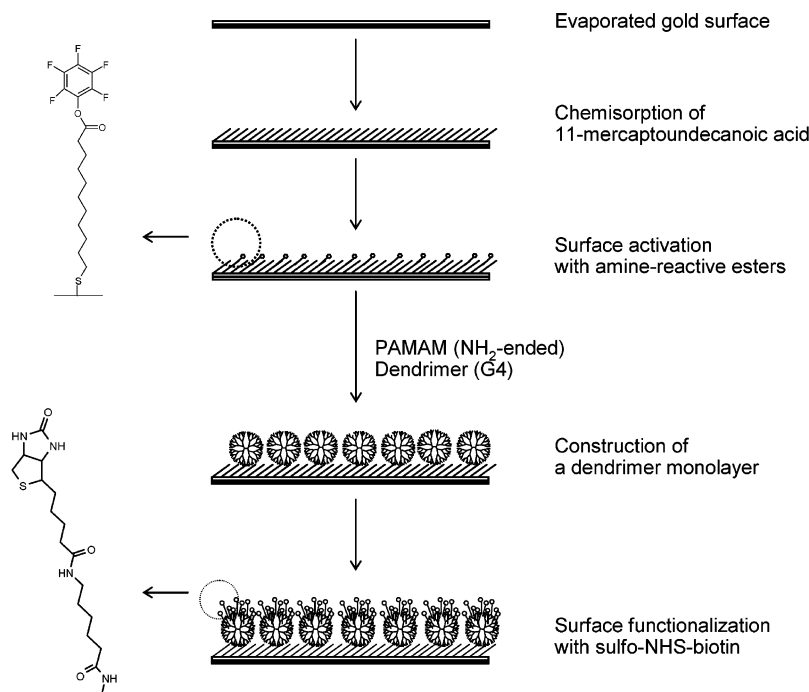 Evaporated gold surface
F
F
F
F
F
O
O
S
Chemisorption of
11-mercaptoundecanoic acid
Surface activation
with amine-reactive esters
PAMAM (NH2-ended)
Dendrimer (G4)
O
HN
NH
S
O
HN
O
NH
Construction of
a dendrimer monolayer
Surface functionalization
with sulfo-NHS-biotin